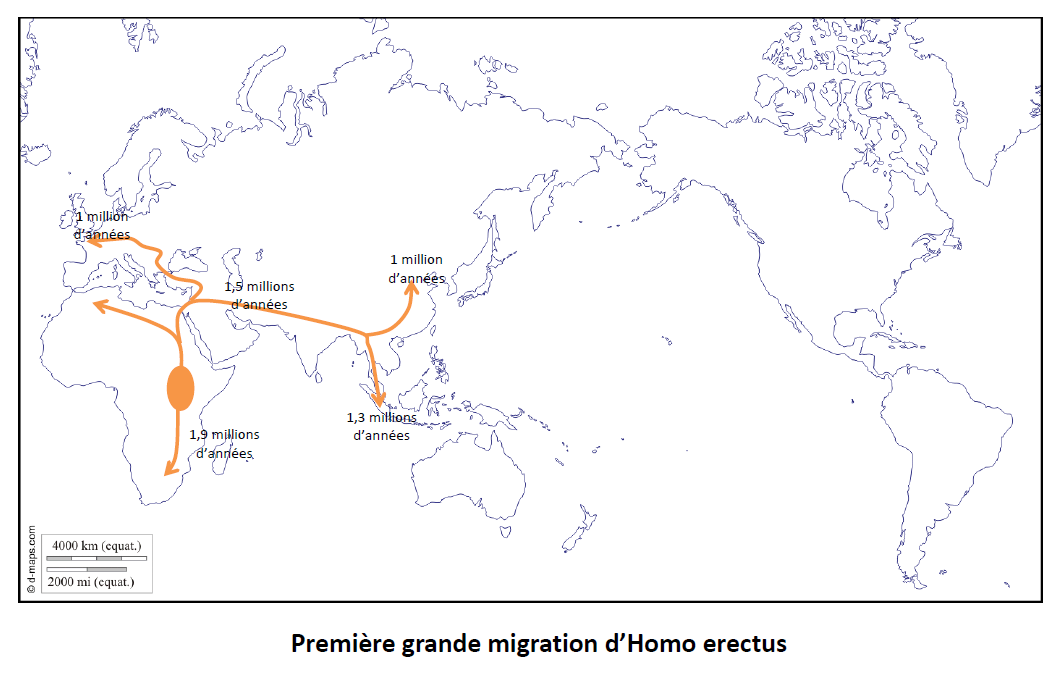 1 million
d’années
1 million
d’années
1,5 millions
d’années
1,3 millions
d’années
1,9 millions
d’années
© d-maps.com
4000 km (equat.)
2000 mi (equat.)
Première grande migration d’Homo erectus